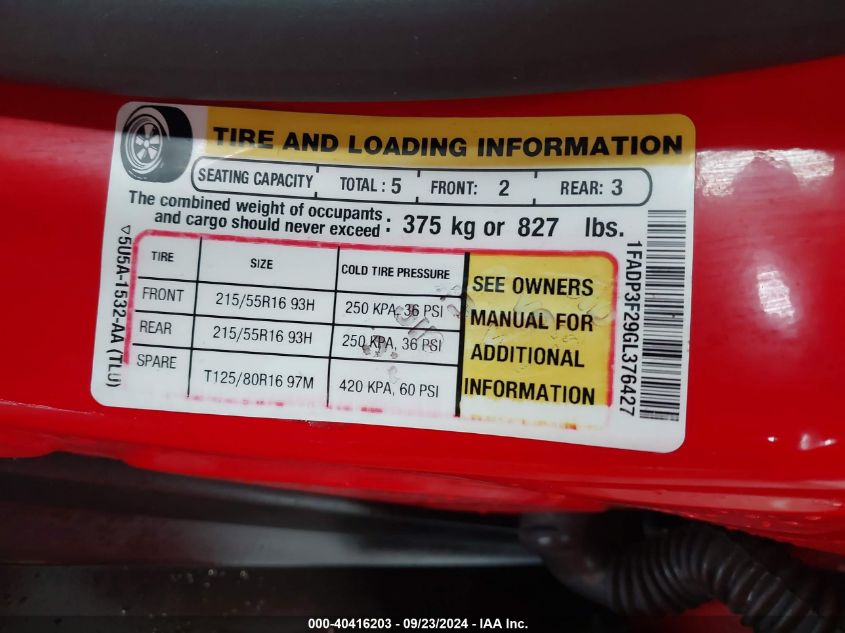 TIRE AND LOADING INFORMATION
SEATING CAPACITY TOTAL : 5 FRONT: 2 REAR: 3
The combined weight of occupants
and cargo should never exceed : 375 kg or 827 lbs.
TIRE SIZE COLD TIRE PRESSURE
FRONT 215/55R16 93H 250 KPA, 36 PSI
REAR 215/55R16 93H 250 KPA, 36 PSI
SPARE T125/80R16 97M 420 KPA, 60 PSI
SEE OWNERS
MANUAL FOR
ADDITIONAL
INFORMATION
5U5A-1532-AA (TLU)
1FADP3F29GL376427
000-40416203 - 09/23/2024 - IAA Inc.